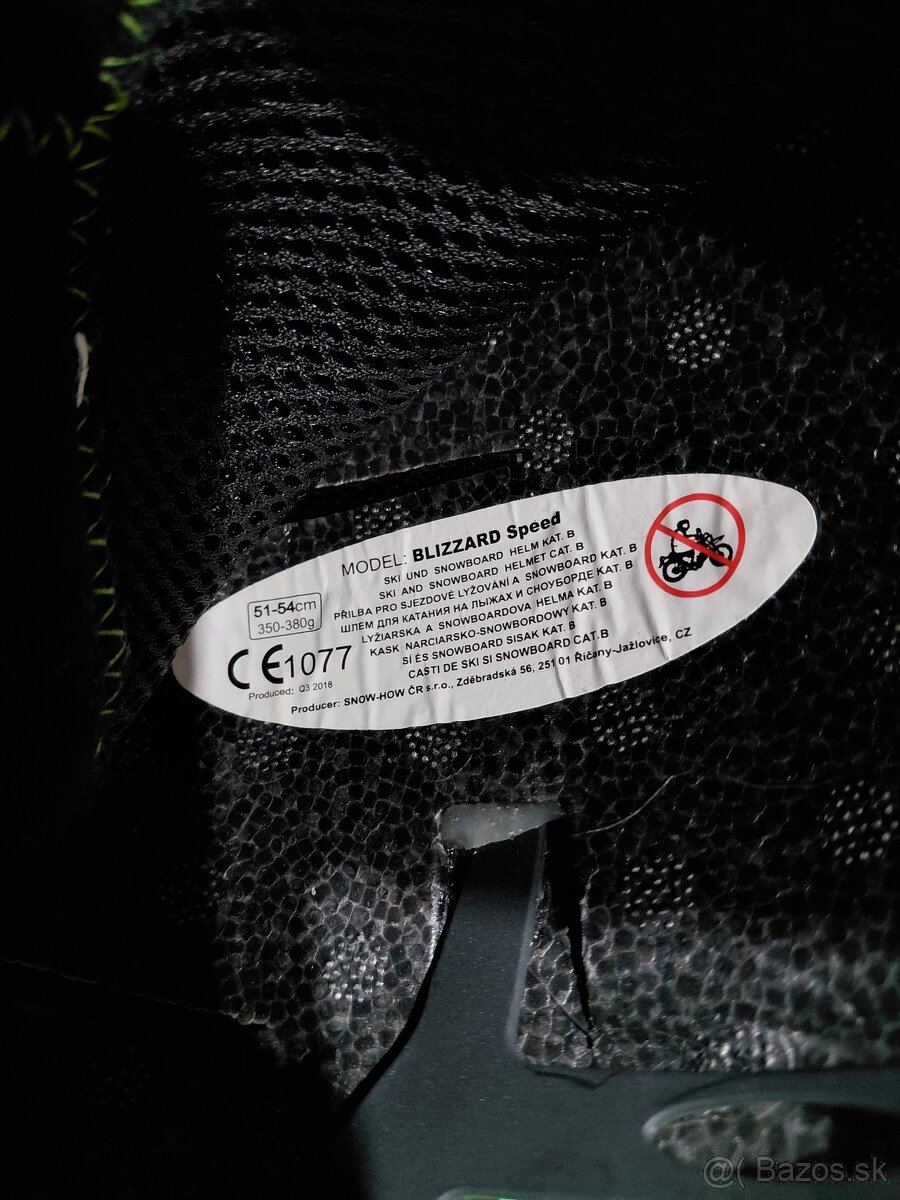 MODEL: BLIZZARD Speed
SKI UND SNOWBOARD HELM KAT. B
SKI AND SNOWBOARD HELMET CAT. B
PŘILBA PRO SJEZDOVÉ LYŽOVÁNÍ A SNOWBOARD KAT. B
ШЛЕМ ДЛЯ КАТАНИЯ НА ЛЫЖАХ И СНОУБОРДЕ КАТ. B
LYŽIARSKA A SNOWBOARDOVA HELMA KAT. B
KASK NARCIARSKO-SNOWBORDOWY KAT. B
SÍ ÉS SNOWBOARD SISAK KAT. B
CAȘTI DE SKI SI SNOWBOARD CAT.B
51-54cm
350-380g
CE1077
Produced: Q3 2018
Producer: SNOW-HOW ČR s.r.o., Zděbradská 56, 251 01 Říčany-Jažlovice, CZ
@( Bazos.sk